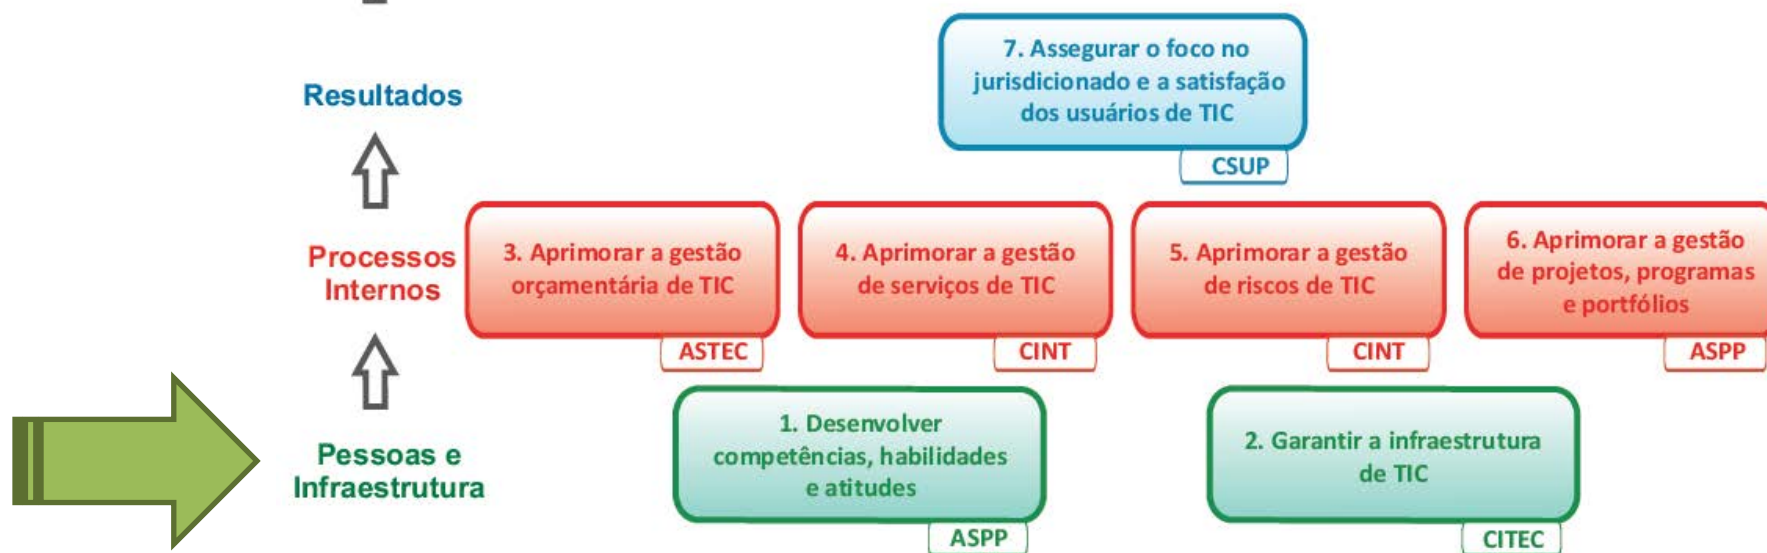 7. Assegurar o foco no
jurisdicionado e a satisfação
dos usuários de TIC
CSUP
Resultados
Processos
Internos
3. Aprimorar a gestão
orçamentária de TIC
ASTEC
4. Aprimorar a gestão
de serviços de TIC
CINT
5. Aprimorar a gestão
de riscos de TIC
CINT
6. Aprimorar a gestão
de projetos, programas
e portfólios
ASPP
Pessoas e
Infraestrutura
1. Desenvolver
competências, habilidades
e atitudes
ASPP
2. Garantir a infraestrutura
de TIC
CITEC